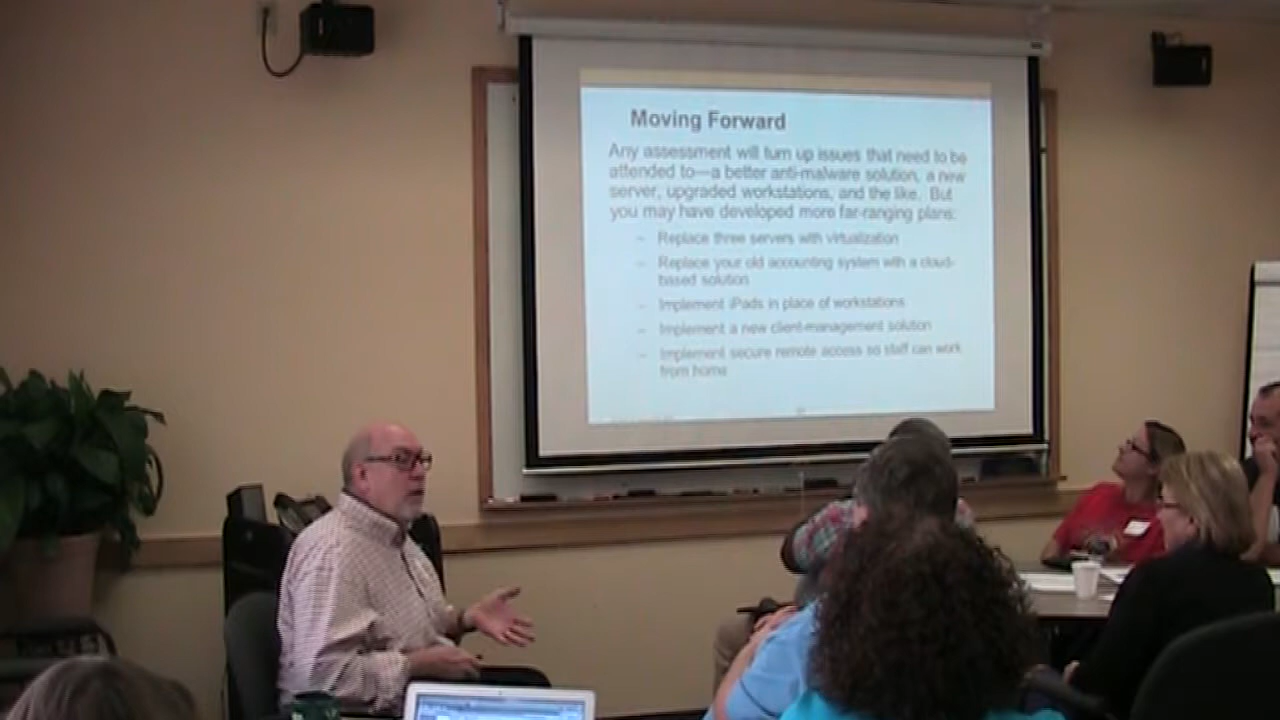 Moving Forward
Any assessment will turn up issues that need to be
attended to—a better anti-malware solution, a new
server, upgraded workstations, and the like. But
you may have developed more far-ranging plans:
– Replace three servers with virtualization
– Replace your old accounting system with a cloud-
based solution
– Implement iPads in place of workstations
– Implement a new client-management solution
– Implement secure remote access so staff can work
from home